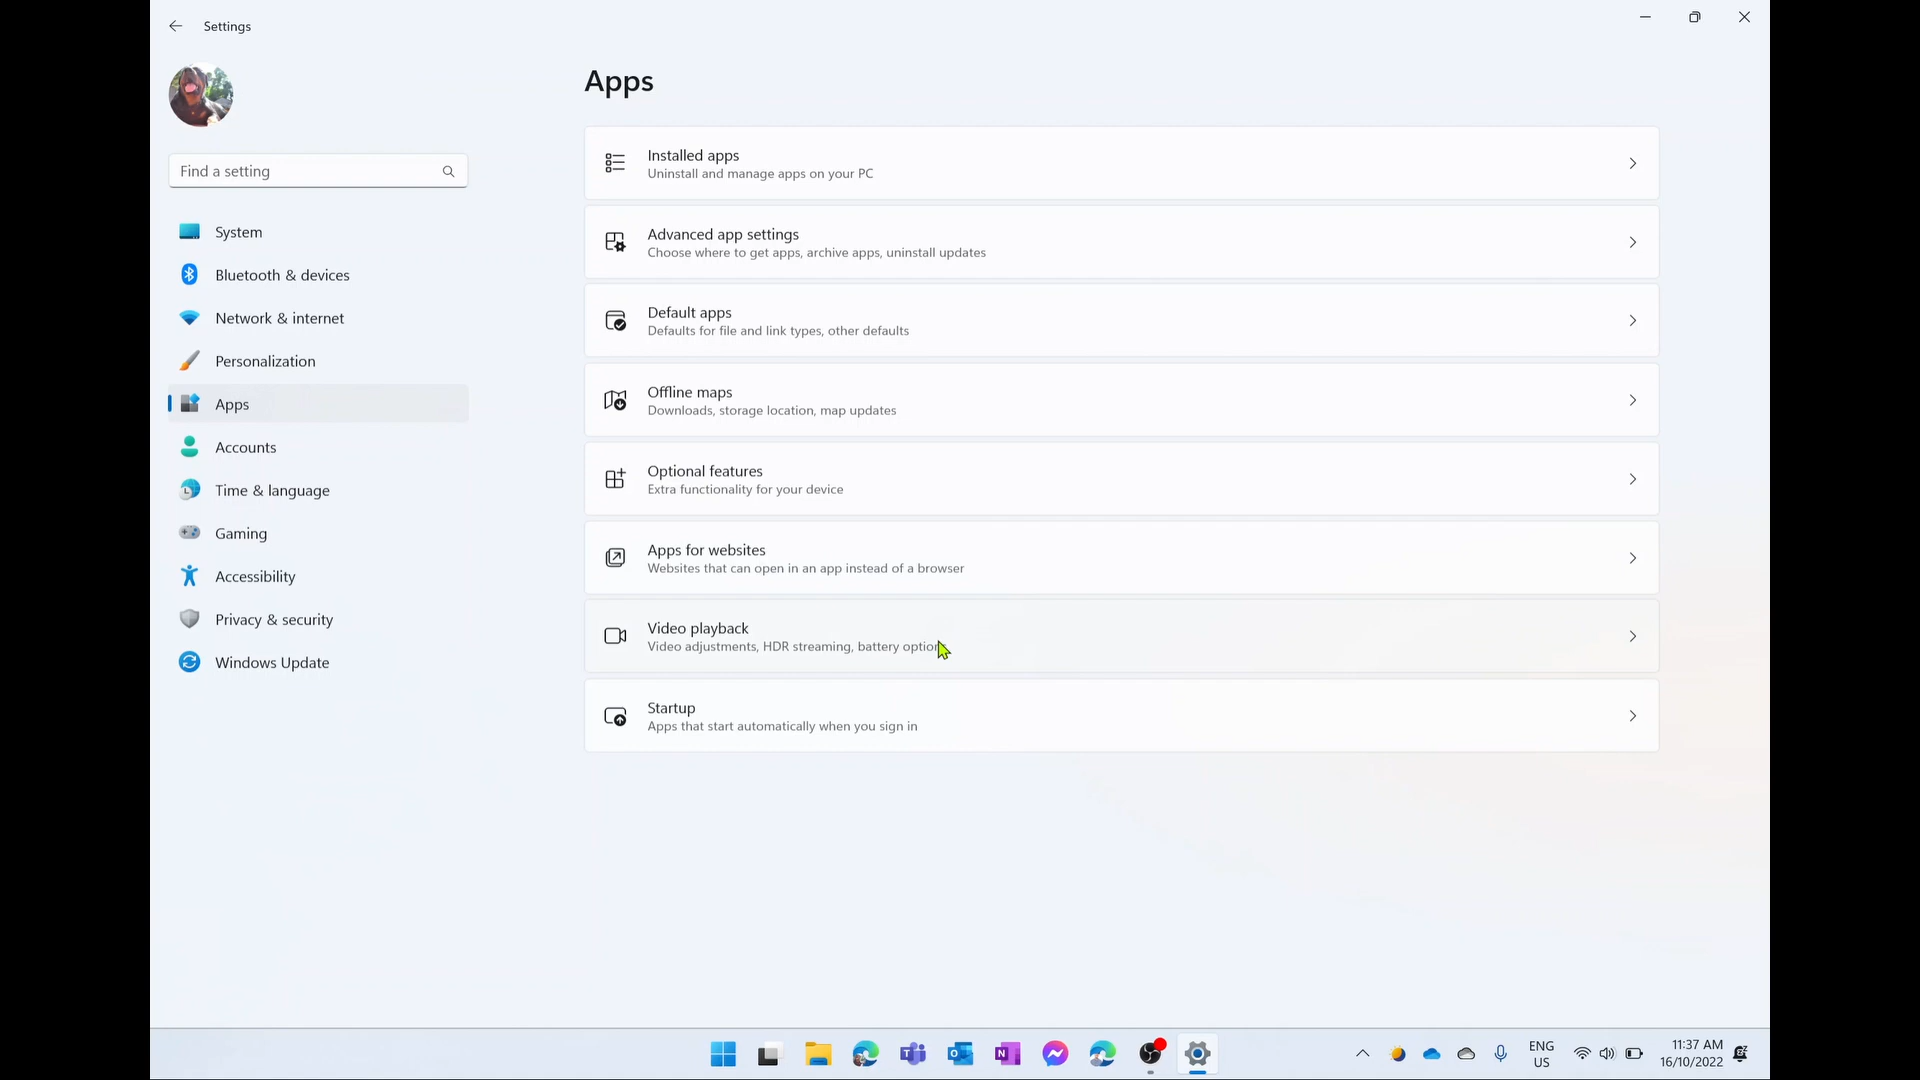 Settings
Find a setting
System
Bluetooth & devices
Network & internet
Personalization
Apps
Accounts
Time & language
Gaming
Accessibility
Privacy & security
Windows Update
Apps
Installed apps
Uninstall and manage apps on your PC
Advanced app settings
Choose where to get apps, archive apps, uninstall updates
Default apps
Defaults for file and link types, other defaults
Offline maps
Downloads, storage location, map updates
Optional features
Extra functionality for your device
Apps for websites
Websites that can open in an app instead of a browser
Video playback
Video adjustments, HDR streaming, battery option
Startup
Apps that start automatically when you sign in
ENG
US
11:37 AM
16/10/2022